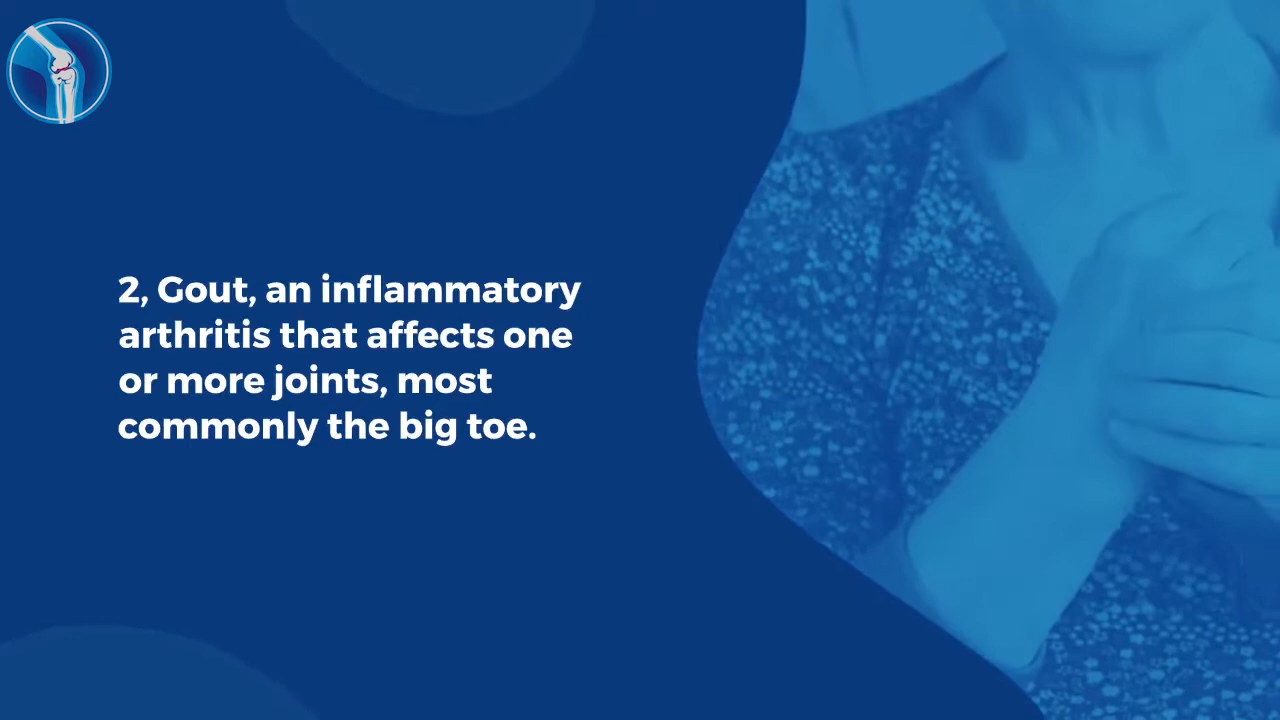 2, Gout, an inflammatory
arthritis that affects one
or more joints, most
commonly the big toe.